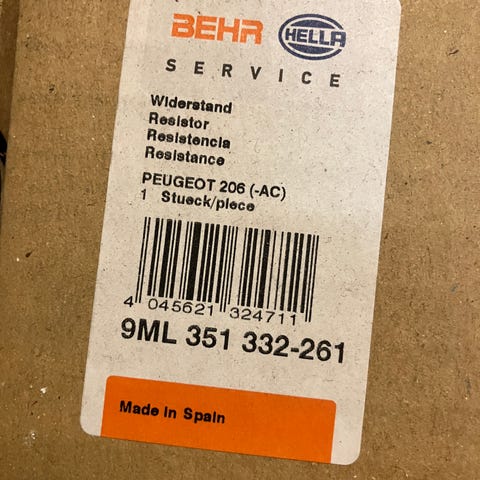 BEHR HELLA
SERVICE
Widerstand
Resistor
Resistencia
Resistance
PEUGEOT 206 (-AC)
1 Stueck/piece
4 045621 324711
9ML 351 332-261
Made in Spain